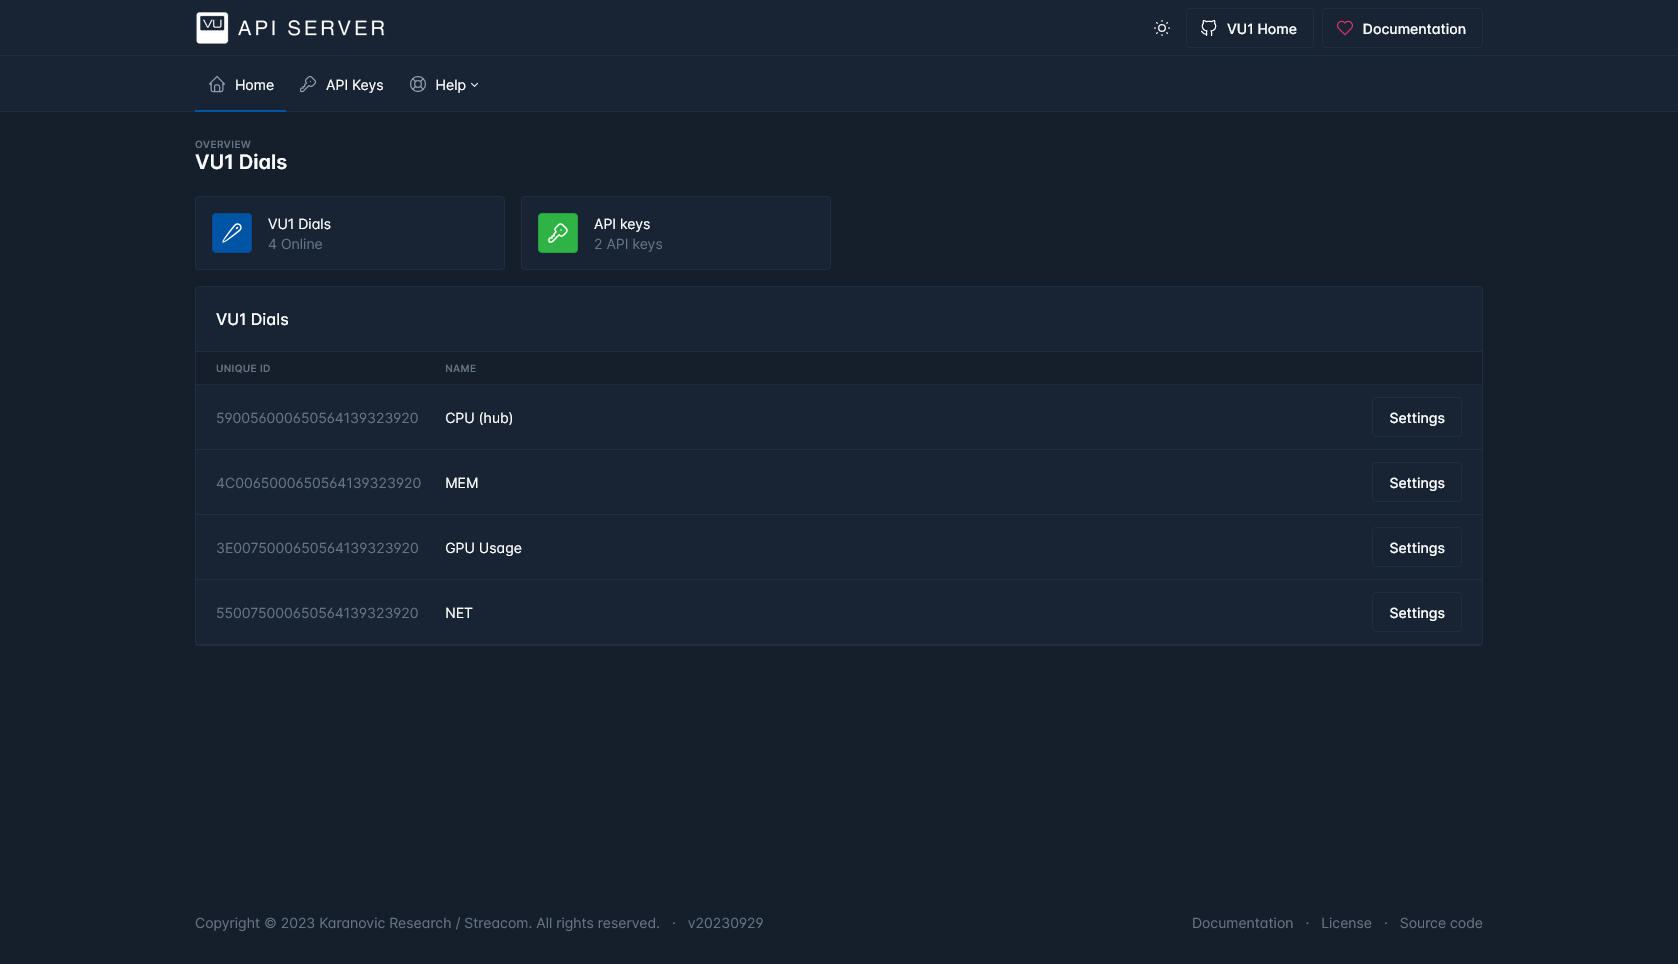 VU API SERVER
VU1 Home
Documentation
Home
API Keys
Help
OVERVIEW
VU1 Dials
VU1 Dials
4 Online
API keys
2 API keys
VU1 Dials
UNIQUE ID NAME
590056000650564139323920 CPU (hub) Settings
4C0065000650564139323920 MEM Settings
3E0075000650564139323920 GPU Usage Settings
550075000650564139323920 NET Settings
Copyright © 2023 Karanovic Research / Streacom. All rights reserved. · v20230929
Documentation · License · Source code